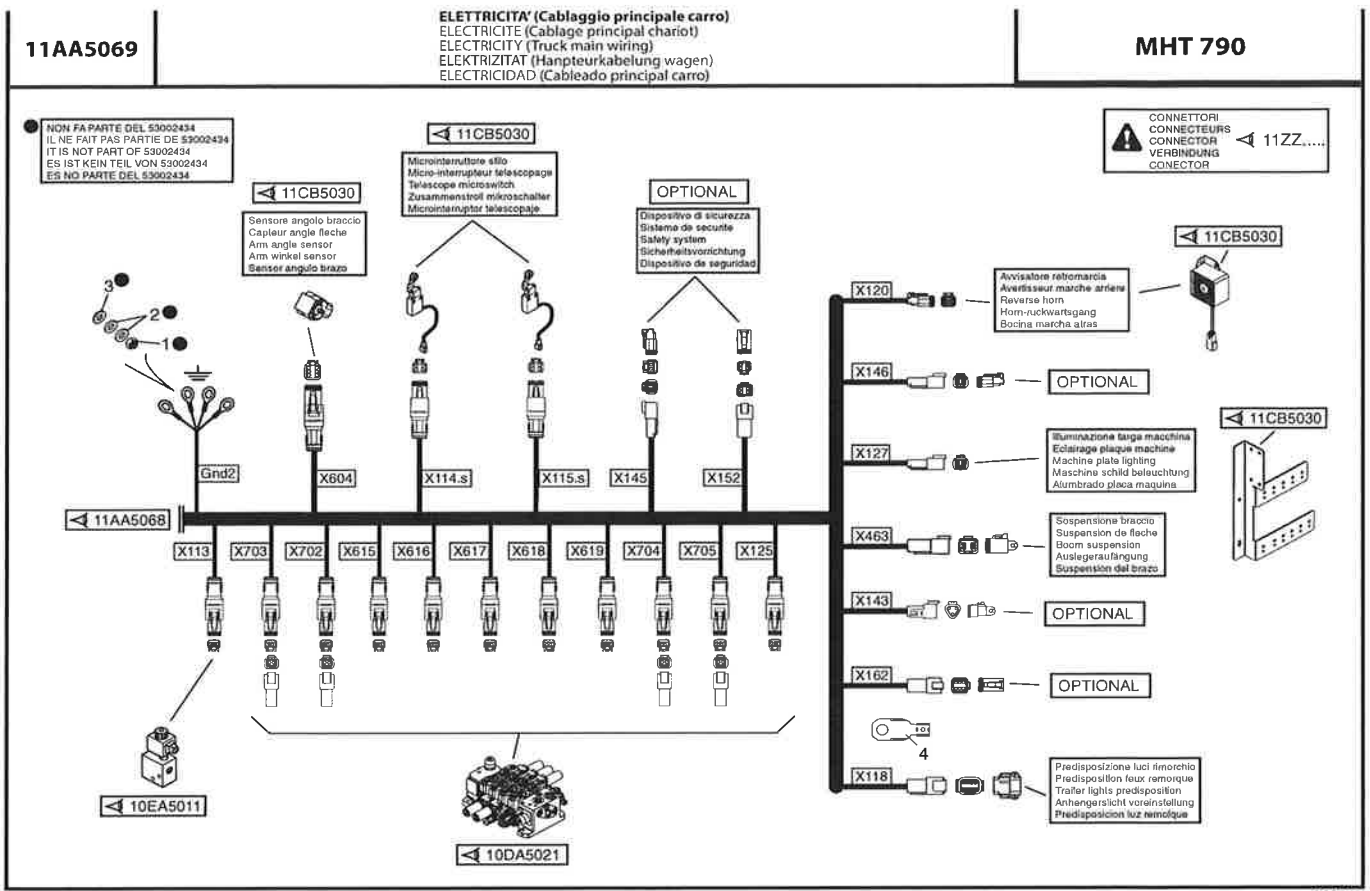 11AA5069
ELETTRICITA' (Cablaggio principale carro)
ELECTRICITE (Cablage principal chariot)
ELECTRICITY (Truck main wiring)
ELEKTRIZITAT (Hanpteurkabelung wagen)
ELECTRICIDAD (Cableado principal carro)
MHT 790
NON FA PARTE DEL 53002434
IL NE FAIT PAS PARTIE DE 53002434
IT IS NOT PART OF 53002434
ES IST KEIN TEIL VON 53002434
ES NO PARTE DEL 53002434
CONNETTORI
CONNECTEURS
CONNECTOR
VERBINDUNG
CONECTOR
11ZZ.....
11CB5030
Sensore angolo braccio
Capteur angle fleche
Arm angle sensor
Arm winkel sensor
Sensor angulo brazo
11CB5030
Microinterruttore sfilo
Micro-interrupteur telescopage
Telescope microswitch
Zusammenstroll mikroschalter
Microinterruptor telescopaje
OPTIONAL
Dispositivo di sicurezza
Sisteme de securite
Safety system
Sicherheitsvorrichtung
Dispositivo de seguridad
11CB5030
X120
Avvisatore retromarcia
Avertisseur marche arriere
Reverse horn
Horn-ruckwartsgang
Bocina marcha atras
3
2
1
X146
OPTIONAL
11CB5030
X127
Illuminazione targa macchina
Eclairage plaque machine
Machine plate lighting
Maschine schild beleuchtung
Alumbrado placa maquina
Gnd2
X604
X114.s
X115.s
X145
X152
11AA5068
X113
X703
X702
X615
X616
X617
X618
X619
X704
X705
X125
X463
Sospensione braccio
Suspension de fleche
Boom suspension
Auslegeraufängung
Suspensión del brazo
X143
OPTIONAL
X162
OPTIONAL
4
X118
Predisposizione luci rimorchio
Predisposition feux remorque
Trailer lights predisposition
Anhengerslicht voreinstellung
Predisposicion luz remolque
10EA5011
10DA5021